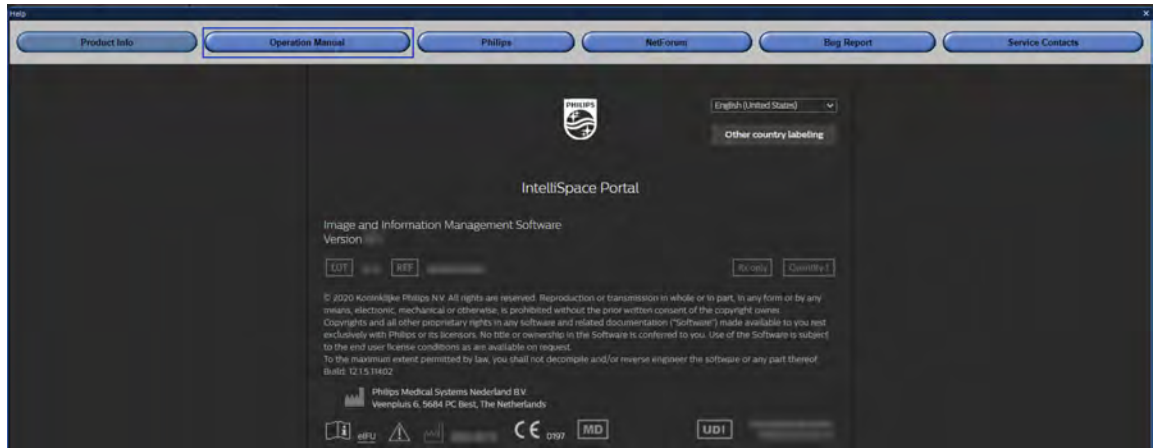 Help
Product Info
Operation Manual
Philips
NetForum
Bug Report
Service Contacts
PHILIPS
English (United States)
Other country labeling
IntelliSpace Portal
Image and Information Management Software
Version
LOT
REF
Rx only
Quantity 1
© 2020 Koninklijke Philips N.V. All rights are reserved. Reproduction or transmission in whole or in part, in any form or by any
means, electronic, mechanical or otherwise, is prohibited without the prior written consent of the copyright owner.
Copyrights and all other proprietary rights in any software and related documentation ("Software") made available to you rest
exclusively with Philips or its licensors. No title or ownership in the Software is conferred to you. Use of the Software is subject
to the end user license conditions as are available on request.
To the maximum extent permitted by law, you shall not decompile and/or reverse engineer the software or any part thereof.
Build: 12.1.5.11402
Philips Medical Systems Nederland B.V.
Veenpluis 6, 5684 PC Best, The Netherlands
eIFU
CE 0197
MD
UDI